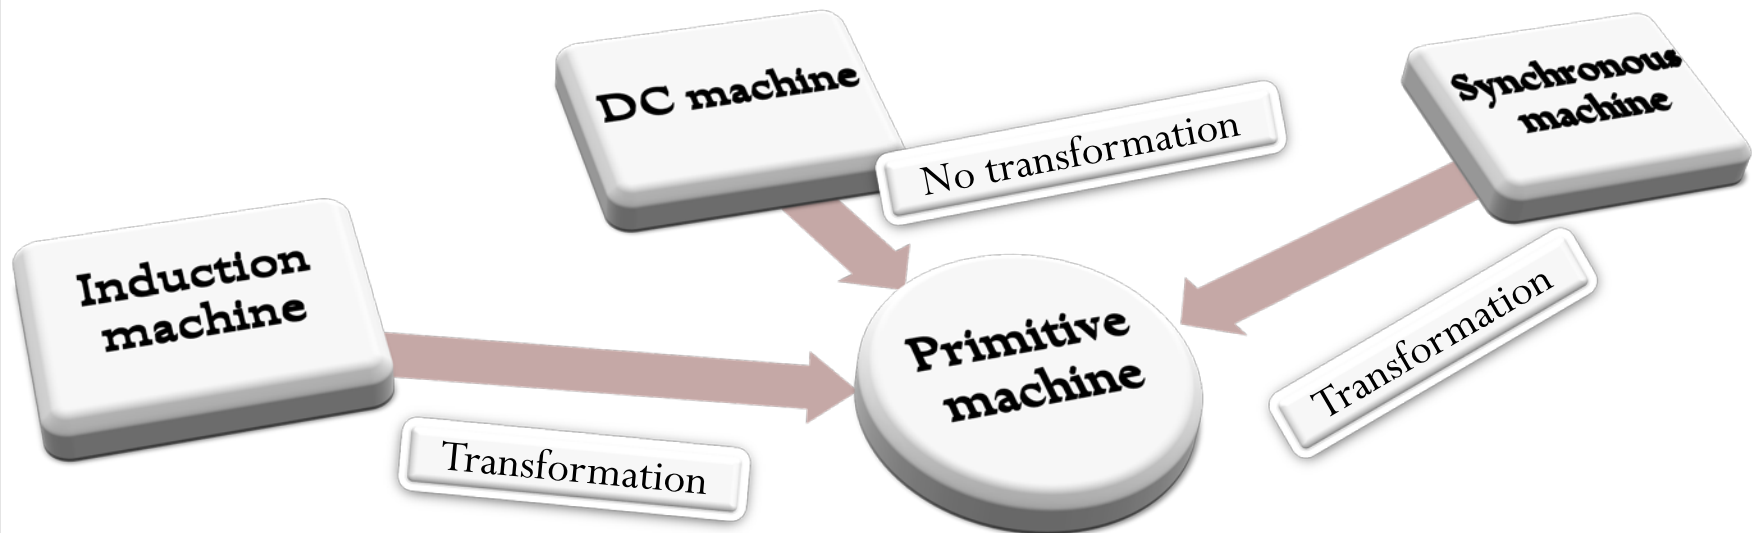 DC machine
Synchronous
machine
No transformation
Induction
machine
Primitive
machine
Transformation
Transformation